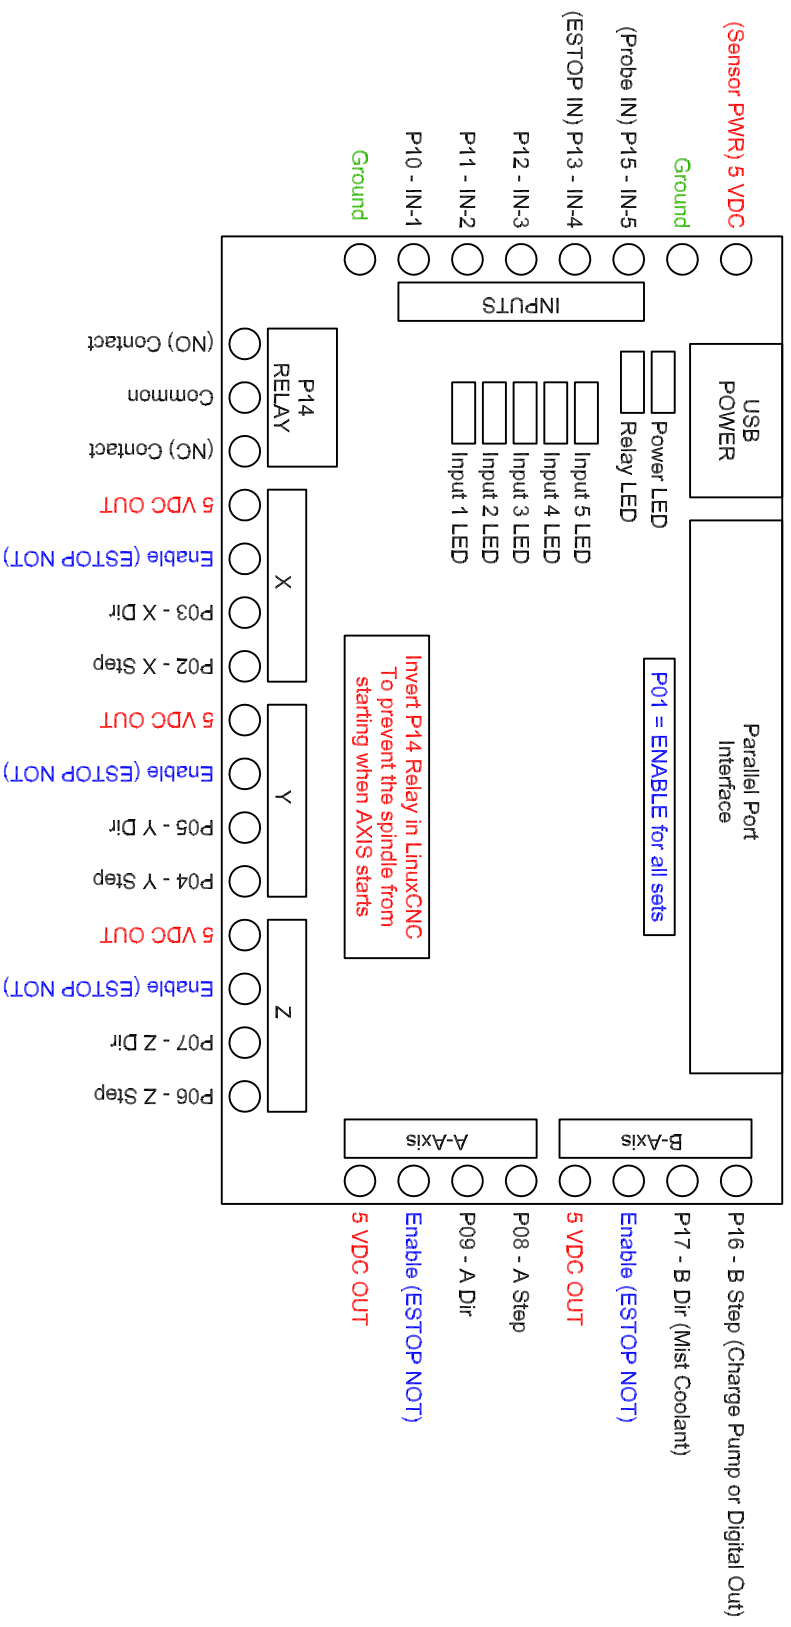 (Sensor PWR) 5 VDC
Ground
(Probe IN) P15 - IN-5
(ESTOP IN) P13 - IN-4
P12 - IN-3
P11 - IN-2
P10 - IN-1
Ground
INPUTS
USB
POWER
Power LED
Relay LED
Input 5 LED
Input 4 LED
Input 3 LED
Input 2 LED
Input 1 LED
P14
RELAY
(NO) Contact
Common
(NC) Contact
5 VDC OUT
Enable (ESTOP NOT)
P03 - X Dir
P02 - X Step
X
5 VDC OUT
Enable (ESTOP NOT)
P05 - Y Dir
P04 - Y Step
Y
5 VDC OUT
Enable (ESTOP NOT)
P07 - Z Dir
P06 - Z Step
Z
Parallel Port
Interface
P01 = ENABLE for all sets
Invert P14 Relay in LinuxCNC
To prevent the spindle from
starting when AXIS starts
B-Axis
A-Axis
P16 - B Step (Charge Pump or Digital Out)
P17 - B Dir (Mist Coolant)
Enable (ESTOP NOT)
5 VDC OUT
P08 - A Step
P09 - A Dir
Enable (ESTOP NOT)
5 VDC OUT